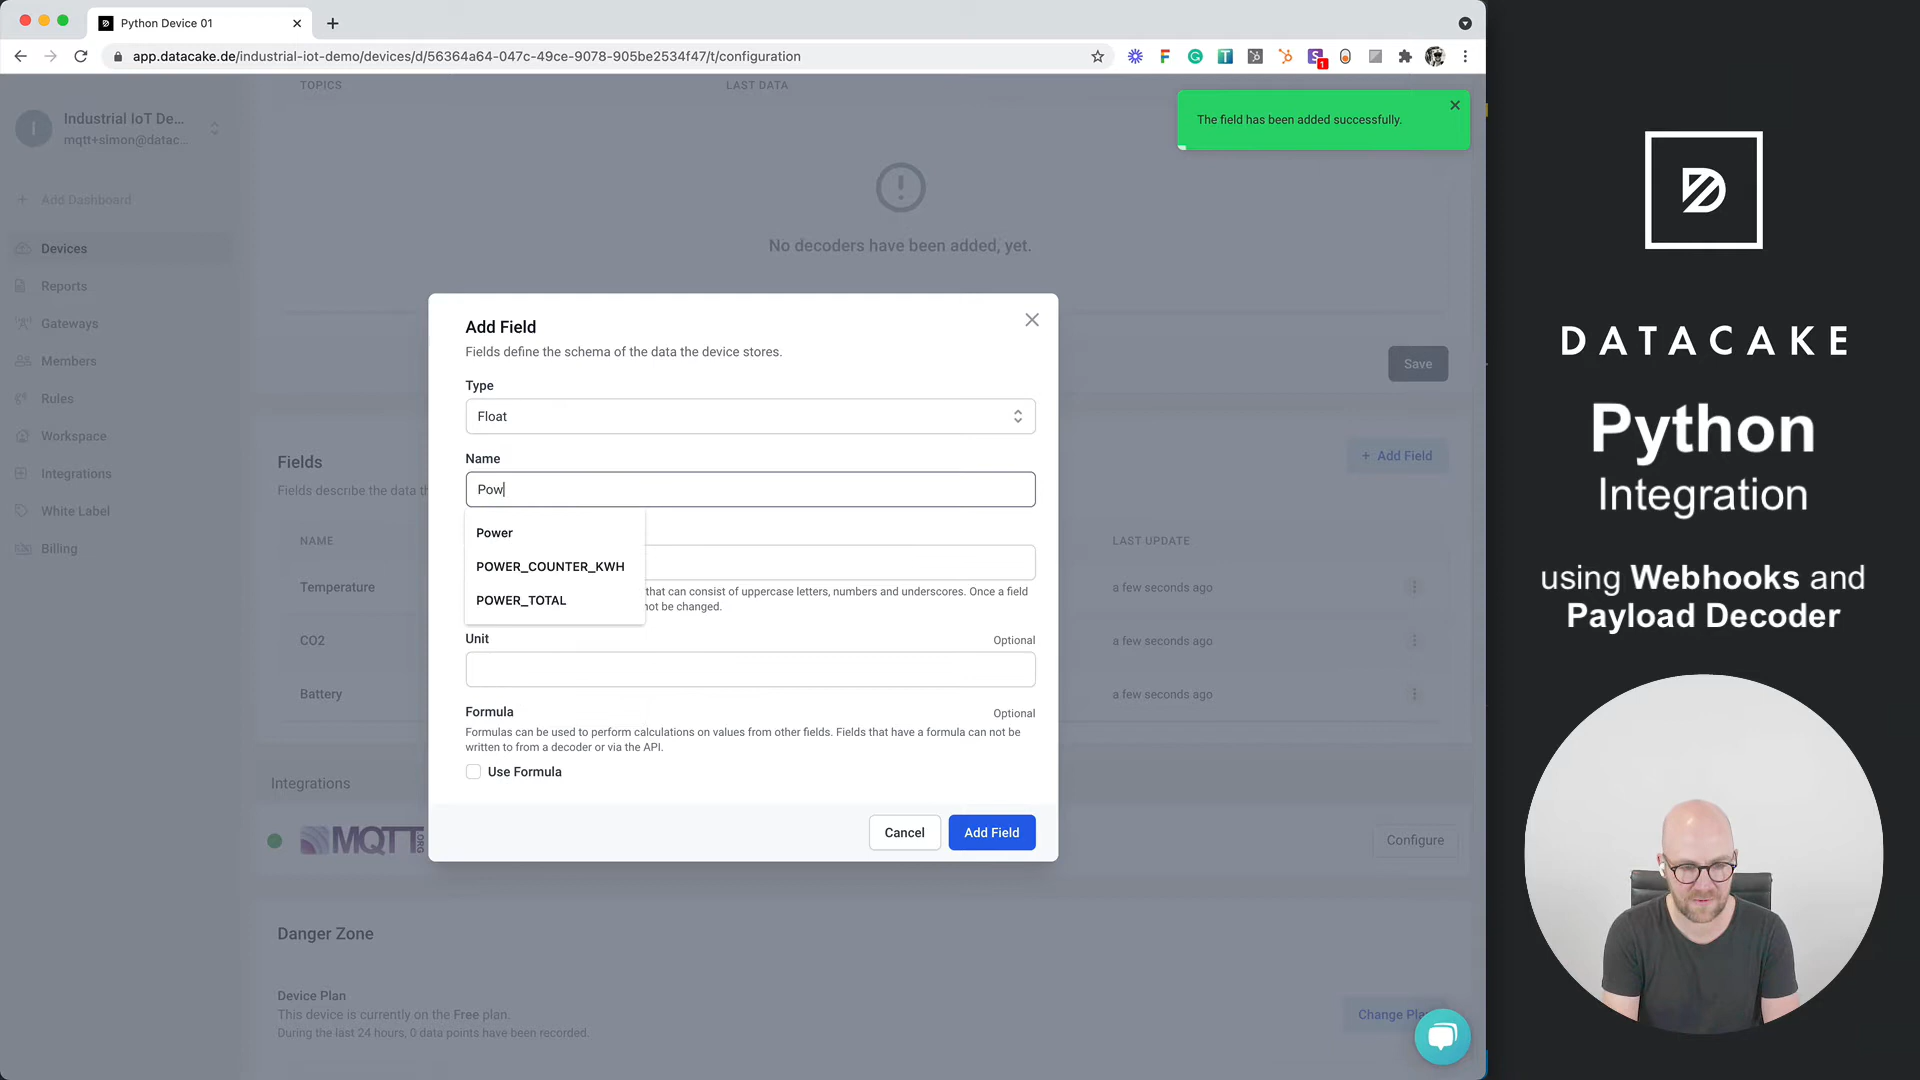 Python Device 01
app.datacake.de/industrial-iot-demo/devices/d/56364a64-047c-49ce-9078-905be2534f47/t/configuration
1
I
Industrial IoT De...
mqtt+simon@datac...
Add Dashboard
Devices
Reports
Gateways
Members
Rules
Workspace
Integrations
White Label
Billing
TOPICS
LAST DATA
The field has been added successfully.
No decoders have been added, yet.
Save
Fields
Fields describe the data th
+ Add Field
NAME
LAST UPDATE
Temperature
a few seconds ago
CO2
a few seconds ago
Battery
a few seconds ago
Integrations
MQTT
.ORG
Configure
Danger Zone
Device Plan
This device is currently on the Free plan.
During the last 24 hours, 0 data points have been recorded.
Change Pla
Add Field
Fields define the schema of the data the device stores.
Type
Float
Name
Pow
Power
POWER_COUNTER_KWH
POWER_TOTAL
that can consist of uppercase letters, numbers and underscores. Once a field
not be changed.
Unit
Optional
Formula
Optional
Formulas can be used to perform calculations on values from other fields. Fields that have a formula can not be
written to from a decoder or via the API.
Use Formula
Cancel
Add Field
DATACAKE
Python
Integration
using Webhooks and
Payload Decoder